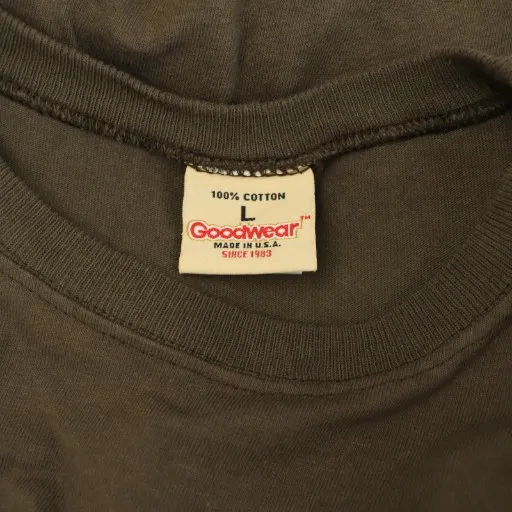 100% COTTON
L
Goodwear™
MADE IN U.S.A.
SINCE 1983